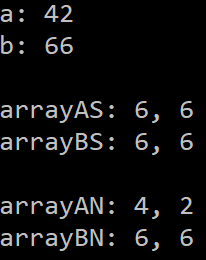 a: 42
b: 66
arrayAS: 6, 6
arrayBS: 6, 6
arrayAN: 4, 2
arrayBN: 6, 6